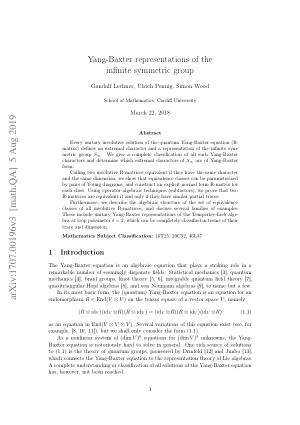 Yang-Baxter representations of the
infinite symmetric group
Gandalf Lechner, Ulrich Pennig, Simon Wood
School of Mathematics, Cardiff University
March 22, 2018
Abstract
Every unitary involutive solution of the quantum Yang-Baxter equation (R-
matrix) defines an extremal character and a representation of the infinite sym-
metric group S∞. We give a complete classification of all such Yang-Baxter
characters and determine which extremal characters of S∞ are of Yang-Baxter
form.
Calling two involutive R-matrices equivalent if they have the same character
and the same dimension, we show that equivalence classes can be parameterized
by pairs of Young diagrams, and construct an explicit normal form R-matrix for
each class. Using operator-algebraic techniques (subfactors), we prove that two
R-matrices are equivalent if and only if they have similar partial traces.
Furthermore, we describe the algebraic structure of the set of equivalence
classes of all involutive R-matrices, and discuss several families of examples.
These include unitary Yang-Baxter representations of the Temperley-Lieb alge-
bra at loop parameter δ = 2, which can be completely classified in terms of their
trace and dimension.
Mathematics Subject Classification: 16T25, 20C32, 46L37
1 Introduction
The Yang-Baxter Equation is an algebraic equation that plays a striking role in a
remarkable number of seemingly disparate fields: Statistical mechanics [3], quantum
mechanics [4], braid groups, knot theory [5, 6], integrable quantum field theory [7],
quasitriangular Hopf algebras [8], and von Neumann algebras [9], to name but a few.
In its most basic form, the (quantum) Yang-Baxter equation is an equation for an
endomorphism R ∈ End(V ⊗ V) on the tensor square of a vector space V, namely
(R ⊗ idV)(idV ⊗R)(R ⊗ idV) = (idV ⊗R)(R ⊗ idV)(idV ⊗R) (1.1)
as an equation in End(V ⊗ V ⊗ V). Several variations of this equation exist (see, for
example, [8, 10, 11]), but we shall only consider the form (1.1).
As a nonlinear system of (dim V)⁶ equations for (dim V)⁴ unknowns, the Yang-
Baxter equation is notoriously hard to solve in general. One rich source of solutions
to (1.1) is the theory of quantum groups, pioneered by Drinfeld [12] and Jimbo [13],
which connects the Yang-Baxter equation to the representation theory of Lie algebras.
A complete understanding or classification of all solutions of the Yang-Baxter equation
has, however, not been reached.
1
arXiv:1707.00196v3 [math.QA] 5 Aug 2019